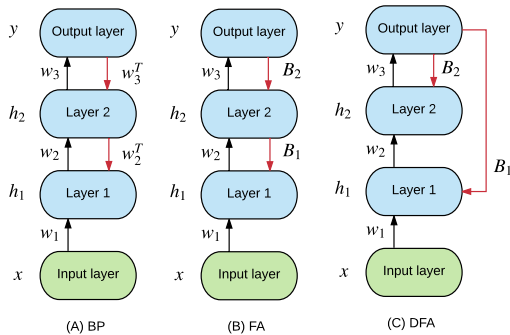 y
Output layer
w₃
w₃ᵀ
h₂
Layer 2
w₂
w₂ᵀ
h₁
Layer 1
w₁
x
Input layer
(A) BP
y
Output layer
w₃
B₂
h₂
Layer 2
w₂
B₁
h₁
Layer 1
w₁
x
Input layer
(B) FA
y
Output layer
w₃
B₂
h₂
Layer 2
w₂
B₁
h₁
Layer 1
w₁
x
Input layer
(C) DFA